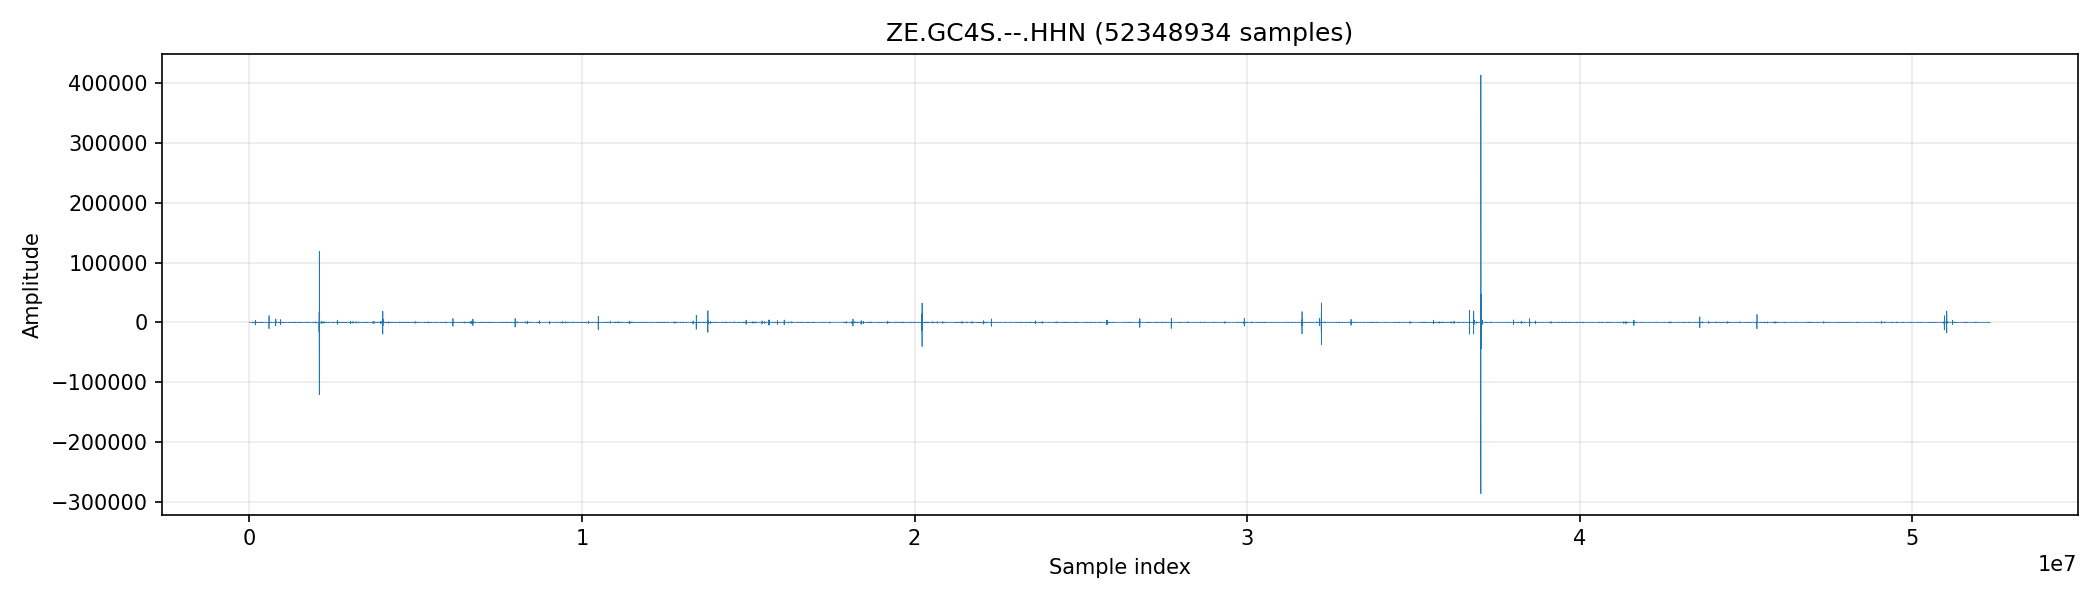 ZE.GC4S.--.HHN (52348934 samples)
400000
300000
200000
100000
0
−100000
−200000
−300000
Amplitude
0 1 2 3 4 5
1e7
Sample index